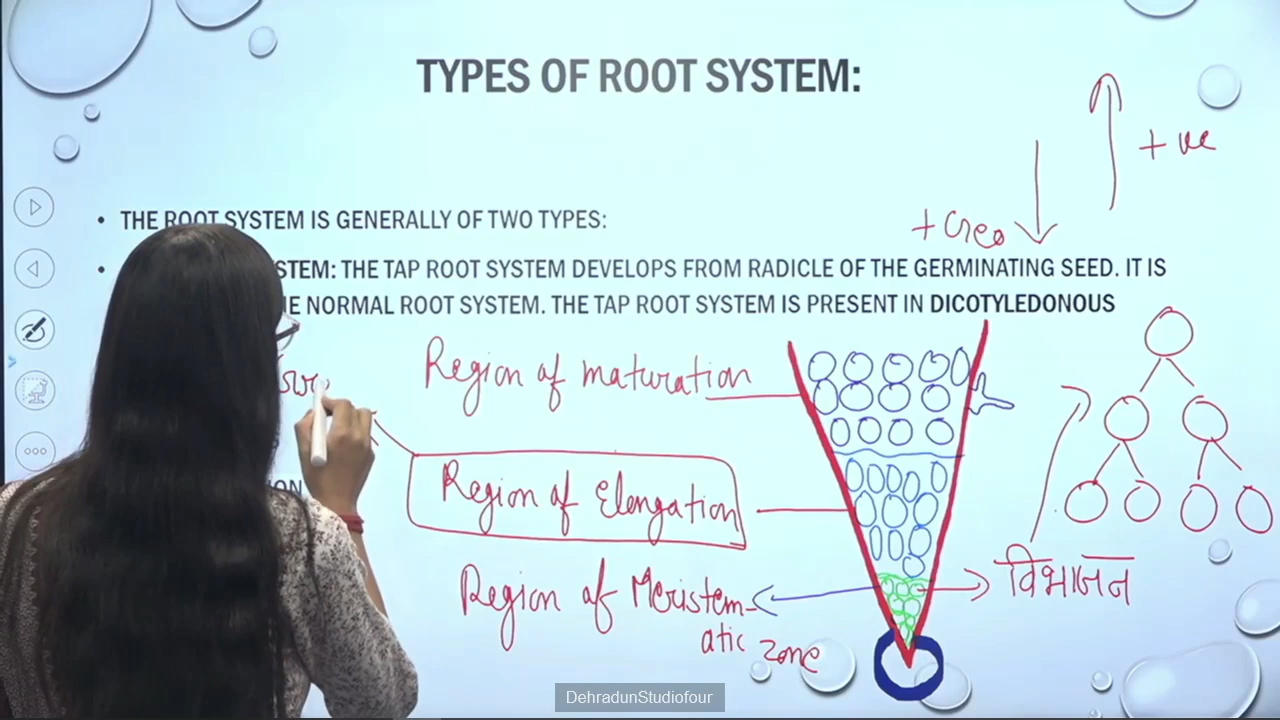 TYPES OF ROOT SYSTEM:
+ ve
• THE ROOT SYSTEM IS GENERALLY OF TWO TYPES:
+ Geo
• STEM: THE TAP ROOT SYSTEM DEVELOPS FROM RADICLE OF THE GERMINATING SEED. IT IS
NORMAL ROOT SYSTEM. THE TAP ROOT SYSTEM IS PRESENT IN DICOTYLEDONOUS
Region of maturation
Region of Elongation
Region of Meristem-
atic zone
विभाजन
DehradunStudiofour